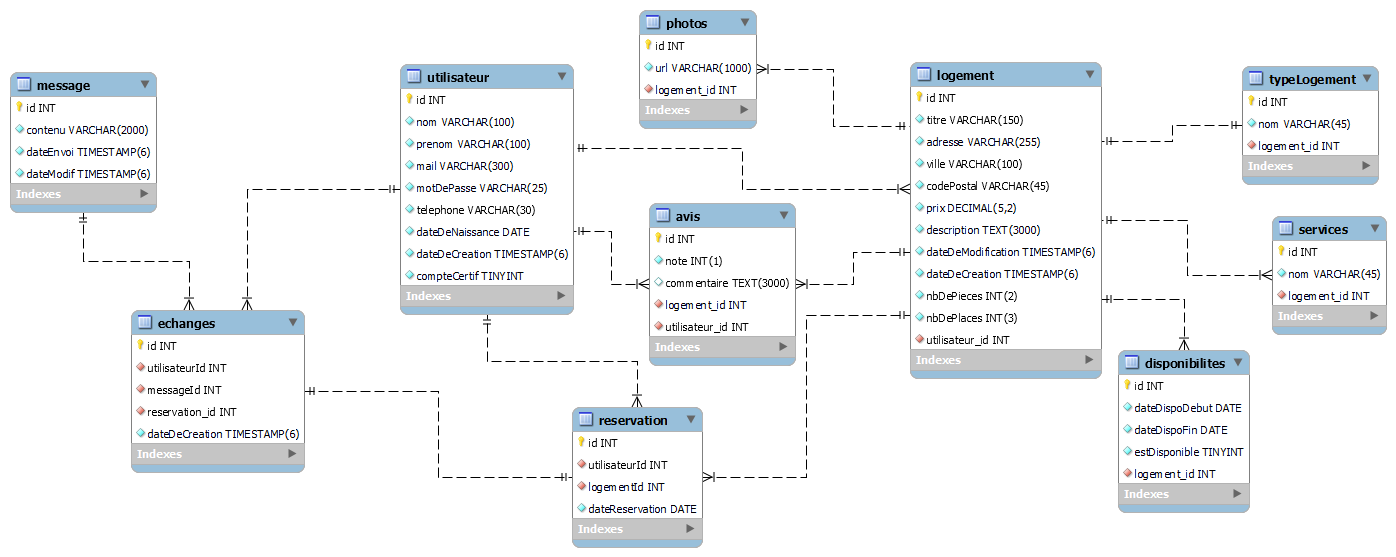 message
id INT
contenu VARCHAR(2000)
dateEnvoi TIMESTAMP(6)
dateModif TIMESTAMP(6)
Indexes
utilisateur
id INT
nom VARCHAR(100)
prenom VARCHAR(100)
mail VARCHAR(300)
motDePasse VARCHAR(25)
telephone VARCHAR(30)
dateDeNaissance DATE
dateDeCreation TIMESTAMP(6)
compteCertif TINYINT
Indexes
photos
id INT
url VARCHAR(1000)
logement_id INT
Indexes
logement
id INT
titre VARCHAR(150)
adresse VARCHAR(255)
ville VARCHAR(100)
codePostal VARCHAR(45)
prix DECIMAL(5,2)
description TEXT(3000)
dateDeModification TIMESTAMP(6)
dateDeCreation TIMESTAMP(6)
nbDePieces INT(2)
nbDePlaces INT(3)
utilisateur_id INT
Indexes
typeLogement
id INT
nom VARCHAR(45)
logement_id INT
Indexes
avis
id INT
note INT(1)
commentaire TEXT(3000)
logement_id INT
utilisateur_id INT
Indexes
services
id INT
nom VARCHAR(45)
logement_id INT
Indexes
echanges
id INT
utilisateurId INT
messageId INT
reservation_id INT
dateDeCreation TIMESTAMP(6)
Indexes
reservation
id INT
utilisateurId INT
logementId INT
dateReservation DATE
Indexes
disponibilites
id INT
dateDispoDebut DATE
dateDispoFin DATE
estDisponible TINYINT
logement_id INT
Indexes